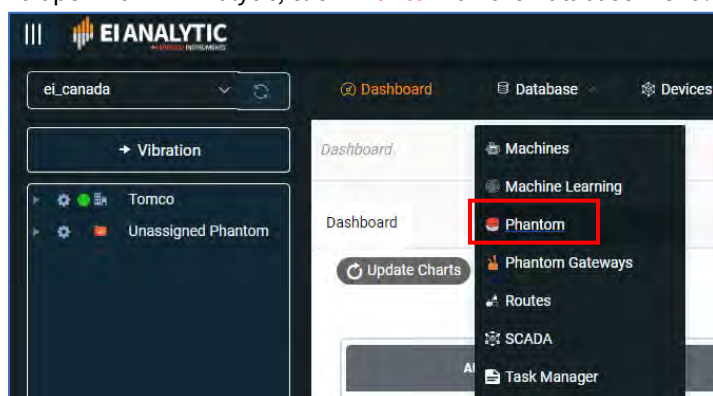 EI ANALYTIC
INSTRUMENTS
ei_canada
Dashboard
Database
Devices
Vibration
Dashboard
Machines
Tomco
Machine Learning
Unassigned Phantom
Dashboard
Phantom
Update Charts
Phantom Gateways
Routes
SCADA
Task Manager